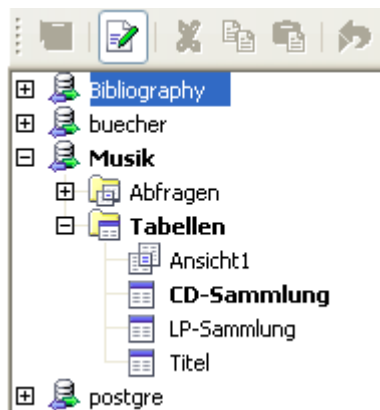 Bibliography
buecher
Musik
Abfragen
Tabellen
Ansicht1
CD-Sammlung
LP-Sammlung
Titel
postgre